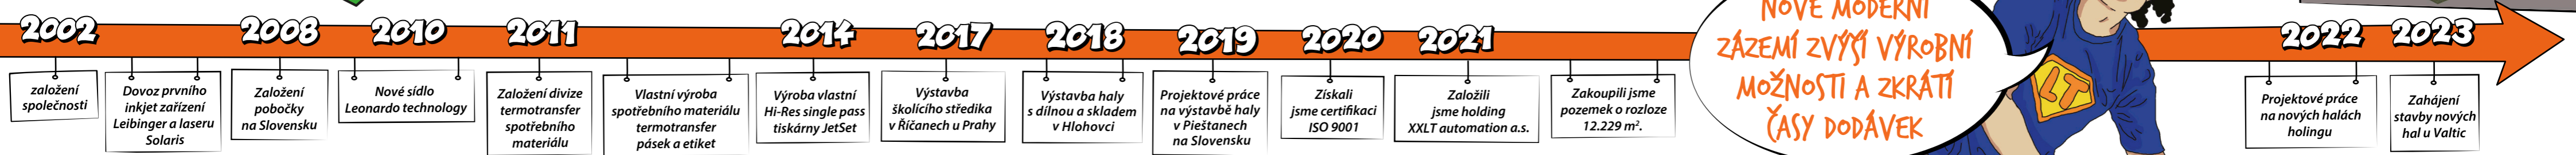 2002
založení
společnosti
Dovoz prvního
inkjet zařízení
Leibinger a laseru
Solaris
2008
Založení
pobočky
na Slovensku
2010
Nové sídlo
Leonardo technology
2011
Založení divize
termotransfer
spotřebního
materiálu
Vlastní výroba
spotřebního materiálu
termotransfer
pásek a etiket
2014
Výroba vlastní
Hi-Res single pass
tiskárny JetSet
2017
Výstavba
školícího střediska
v Říčanech u Prahy
2018
Výstavba haly
s dílnou a skladem
v Hlohovci
2019
Projektové práce
na výstavbě haly
v Pieštanech
na Slovensku
2020
Získali
jsme certifikaci
ISO 9001
2021
Založili
jsme holding
XXLT automation a.s.
Zakoupili jsme
pozemek o rozloze
12.229 m².
NOVÉ MODERNÍ
ZÁZEMÍ ZVÝŠÍ VÝROBNÍ
MOŽNOSTI A ZKRÁTÍ
ČASY DODÁVEK
LT
2022
Projektové práce
na nových halách
holingu
2023
Zahájení
stavby nových
hal u Valtic